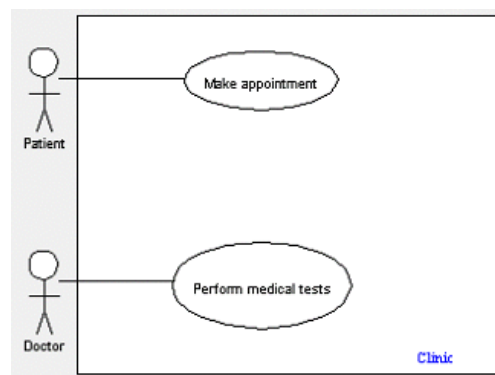 Make appointment
Patient
Perform medical tests
Doctor
Clinic